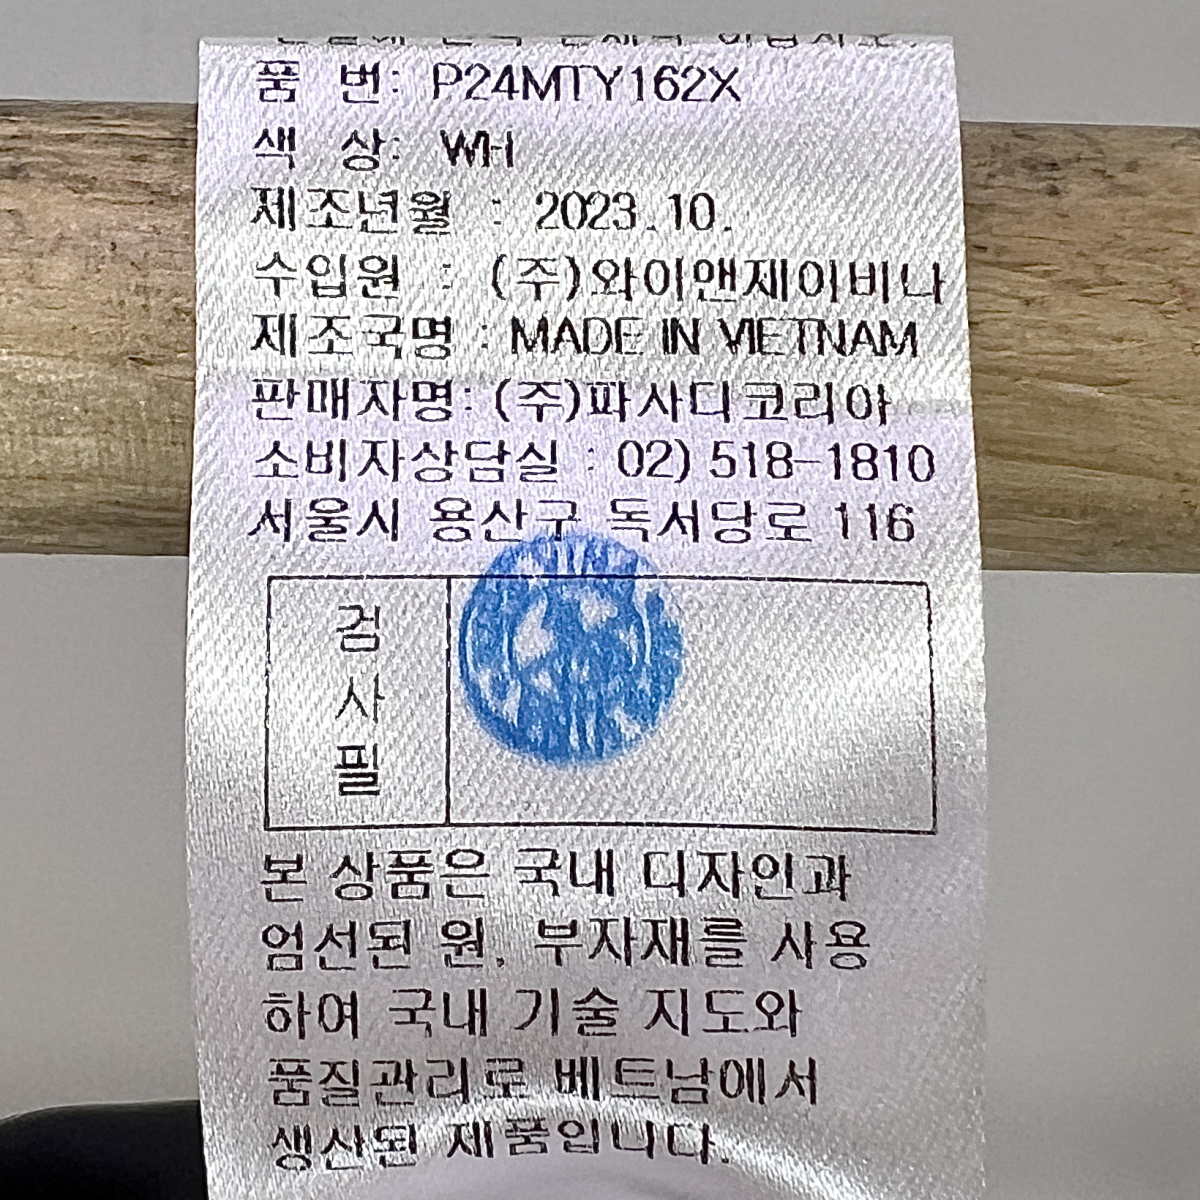 품 번: P24MTY162X
색 상: WH
제조년월 : 2023.10.
수입원 : (주)와이앤제이비나
제조국명 : MADE IN VIETNAM
판매자명: (주)파사디코리아
소비자상담실 : 02) 518-1810
서울시 용산구 독서당로 116
검
사
필
본 상품은 국내 디자인과
엄선된 원, 부자재를 사용
하여 국내 기술 지도와
품질관리로 베트남에서
생산된 제품입니다.